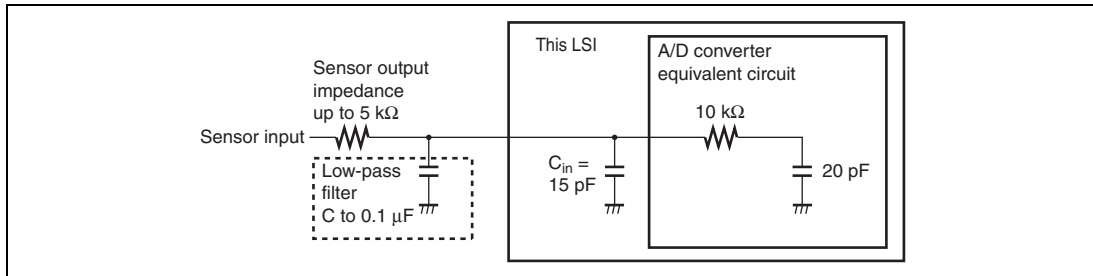 This LSI
A/D converter
equivalent circuit
Sensor output
impedance
up to 5 kΩ
10 kΩ
Sensor input
Low-pass
filter
C to 0.1 μF
Cin =
15 pF
20 pF